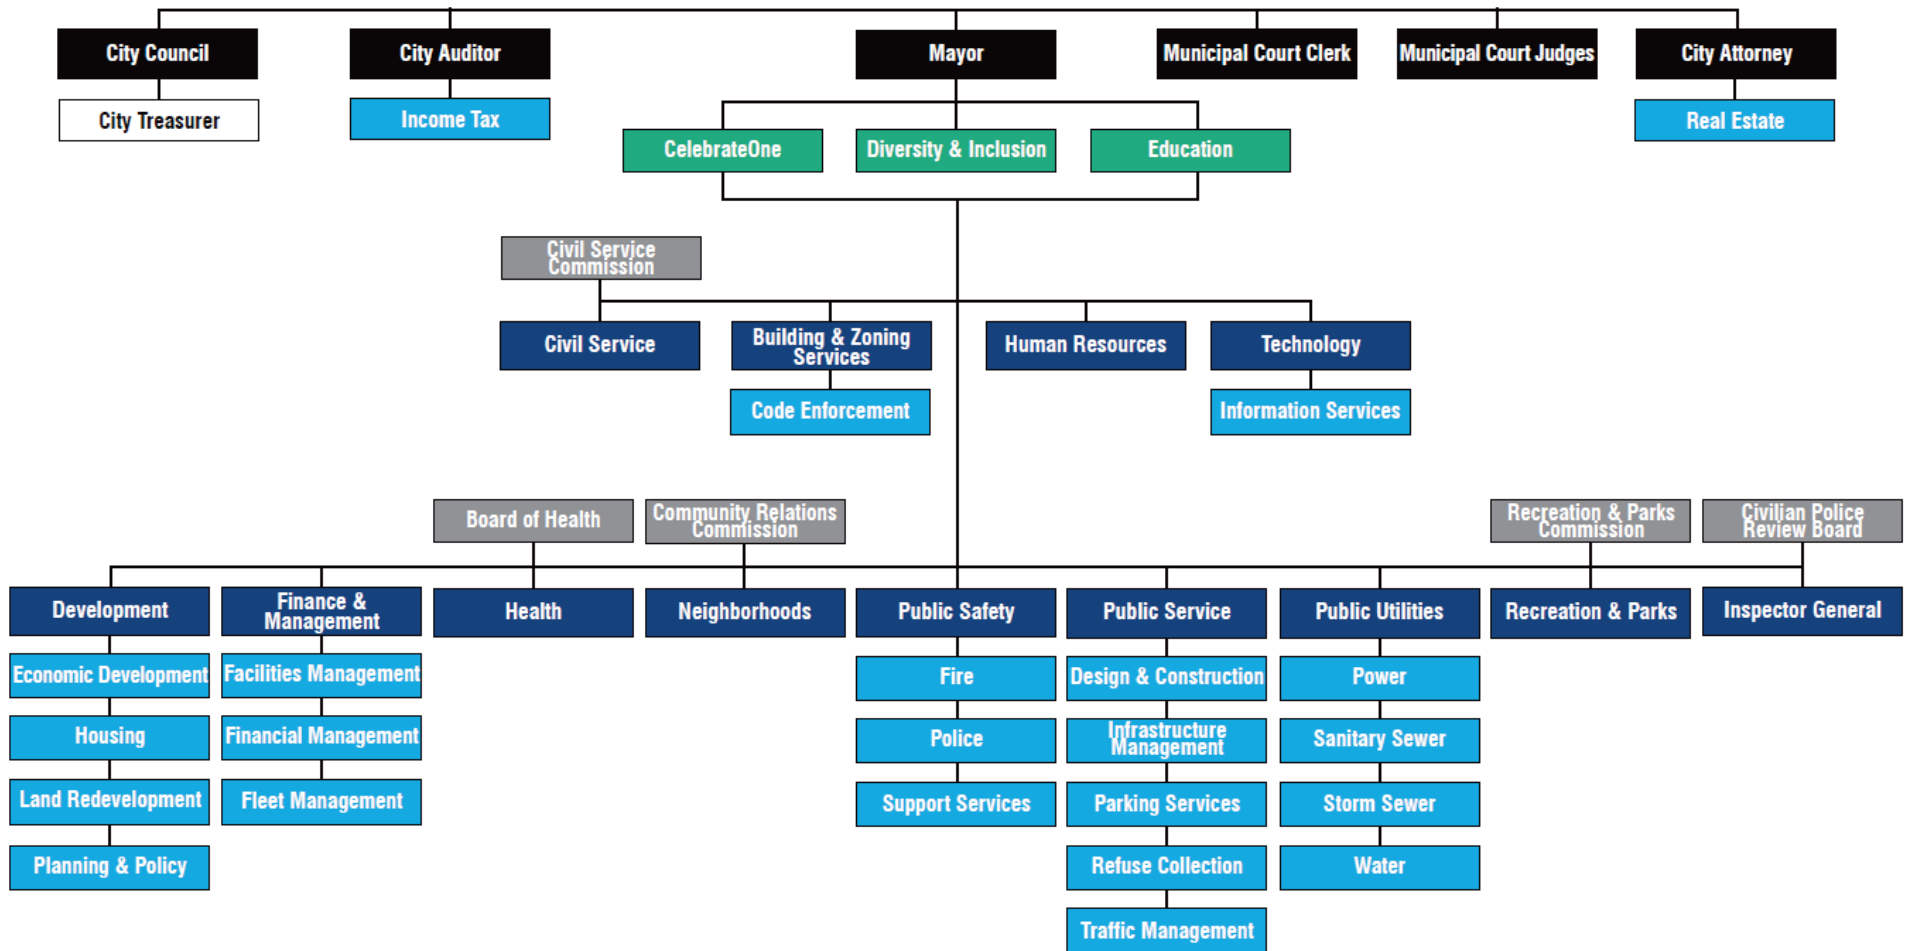 City Council
City Auditor
Mayor
Municipal Court Clerk
Municipal Court Judges
City Attorney
City Treasurer
Income Tax
Real Estate
CelebrateOne
Diversity & Inclusion
Education
Civil Service
Commission
Civil Service
Building & Zoning
Services
Human Resources
Technology
Code Enforcement
Information Services
Board of Health
Community Relations
Commission
Recreation & Parks
Commission
Civilian Police
Review Board
Development
Finance &
Management
Health
Neighborhoods
Public Safety
Public Service
Public Utilities
Recreation & Parks
Inspector General
Economic Development
Facilities Management
Fire
Design & Construction
Power
Housing
Financial Management
Police
Infrastructure
Management
Sanitary Sewer
Land Redevelopment
Fleet Management
Support Services
Parking Services
Storm Sewer
Planning & Policy
Refuse Collection
Water
Traffic Management